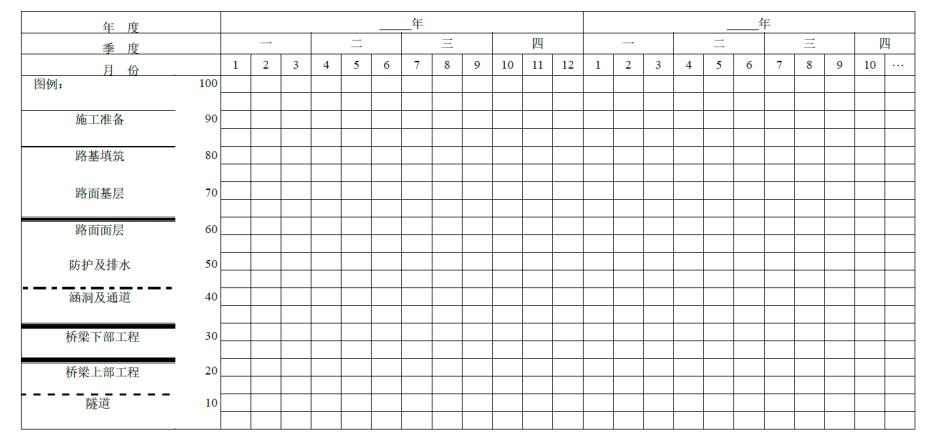 年 度 ____年 ____年
季 度 一 二 三 四 一 二 三 四
月 份 1 2 3 4 5 6 7 8 9 10 11 12 1 2 3 4 5 6 7 8 9 10 …
图例： 100
施工准备 90
路基填筑 80
路面基层 70
路面面层 60
防护及排水 50
涵洞及通道 40
桥梁下部工程 30
桥梁上部工程 20
隧道 10